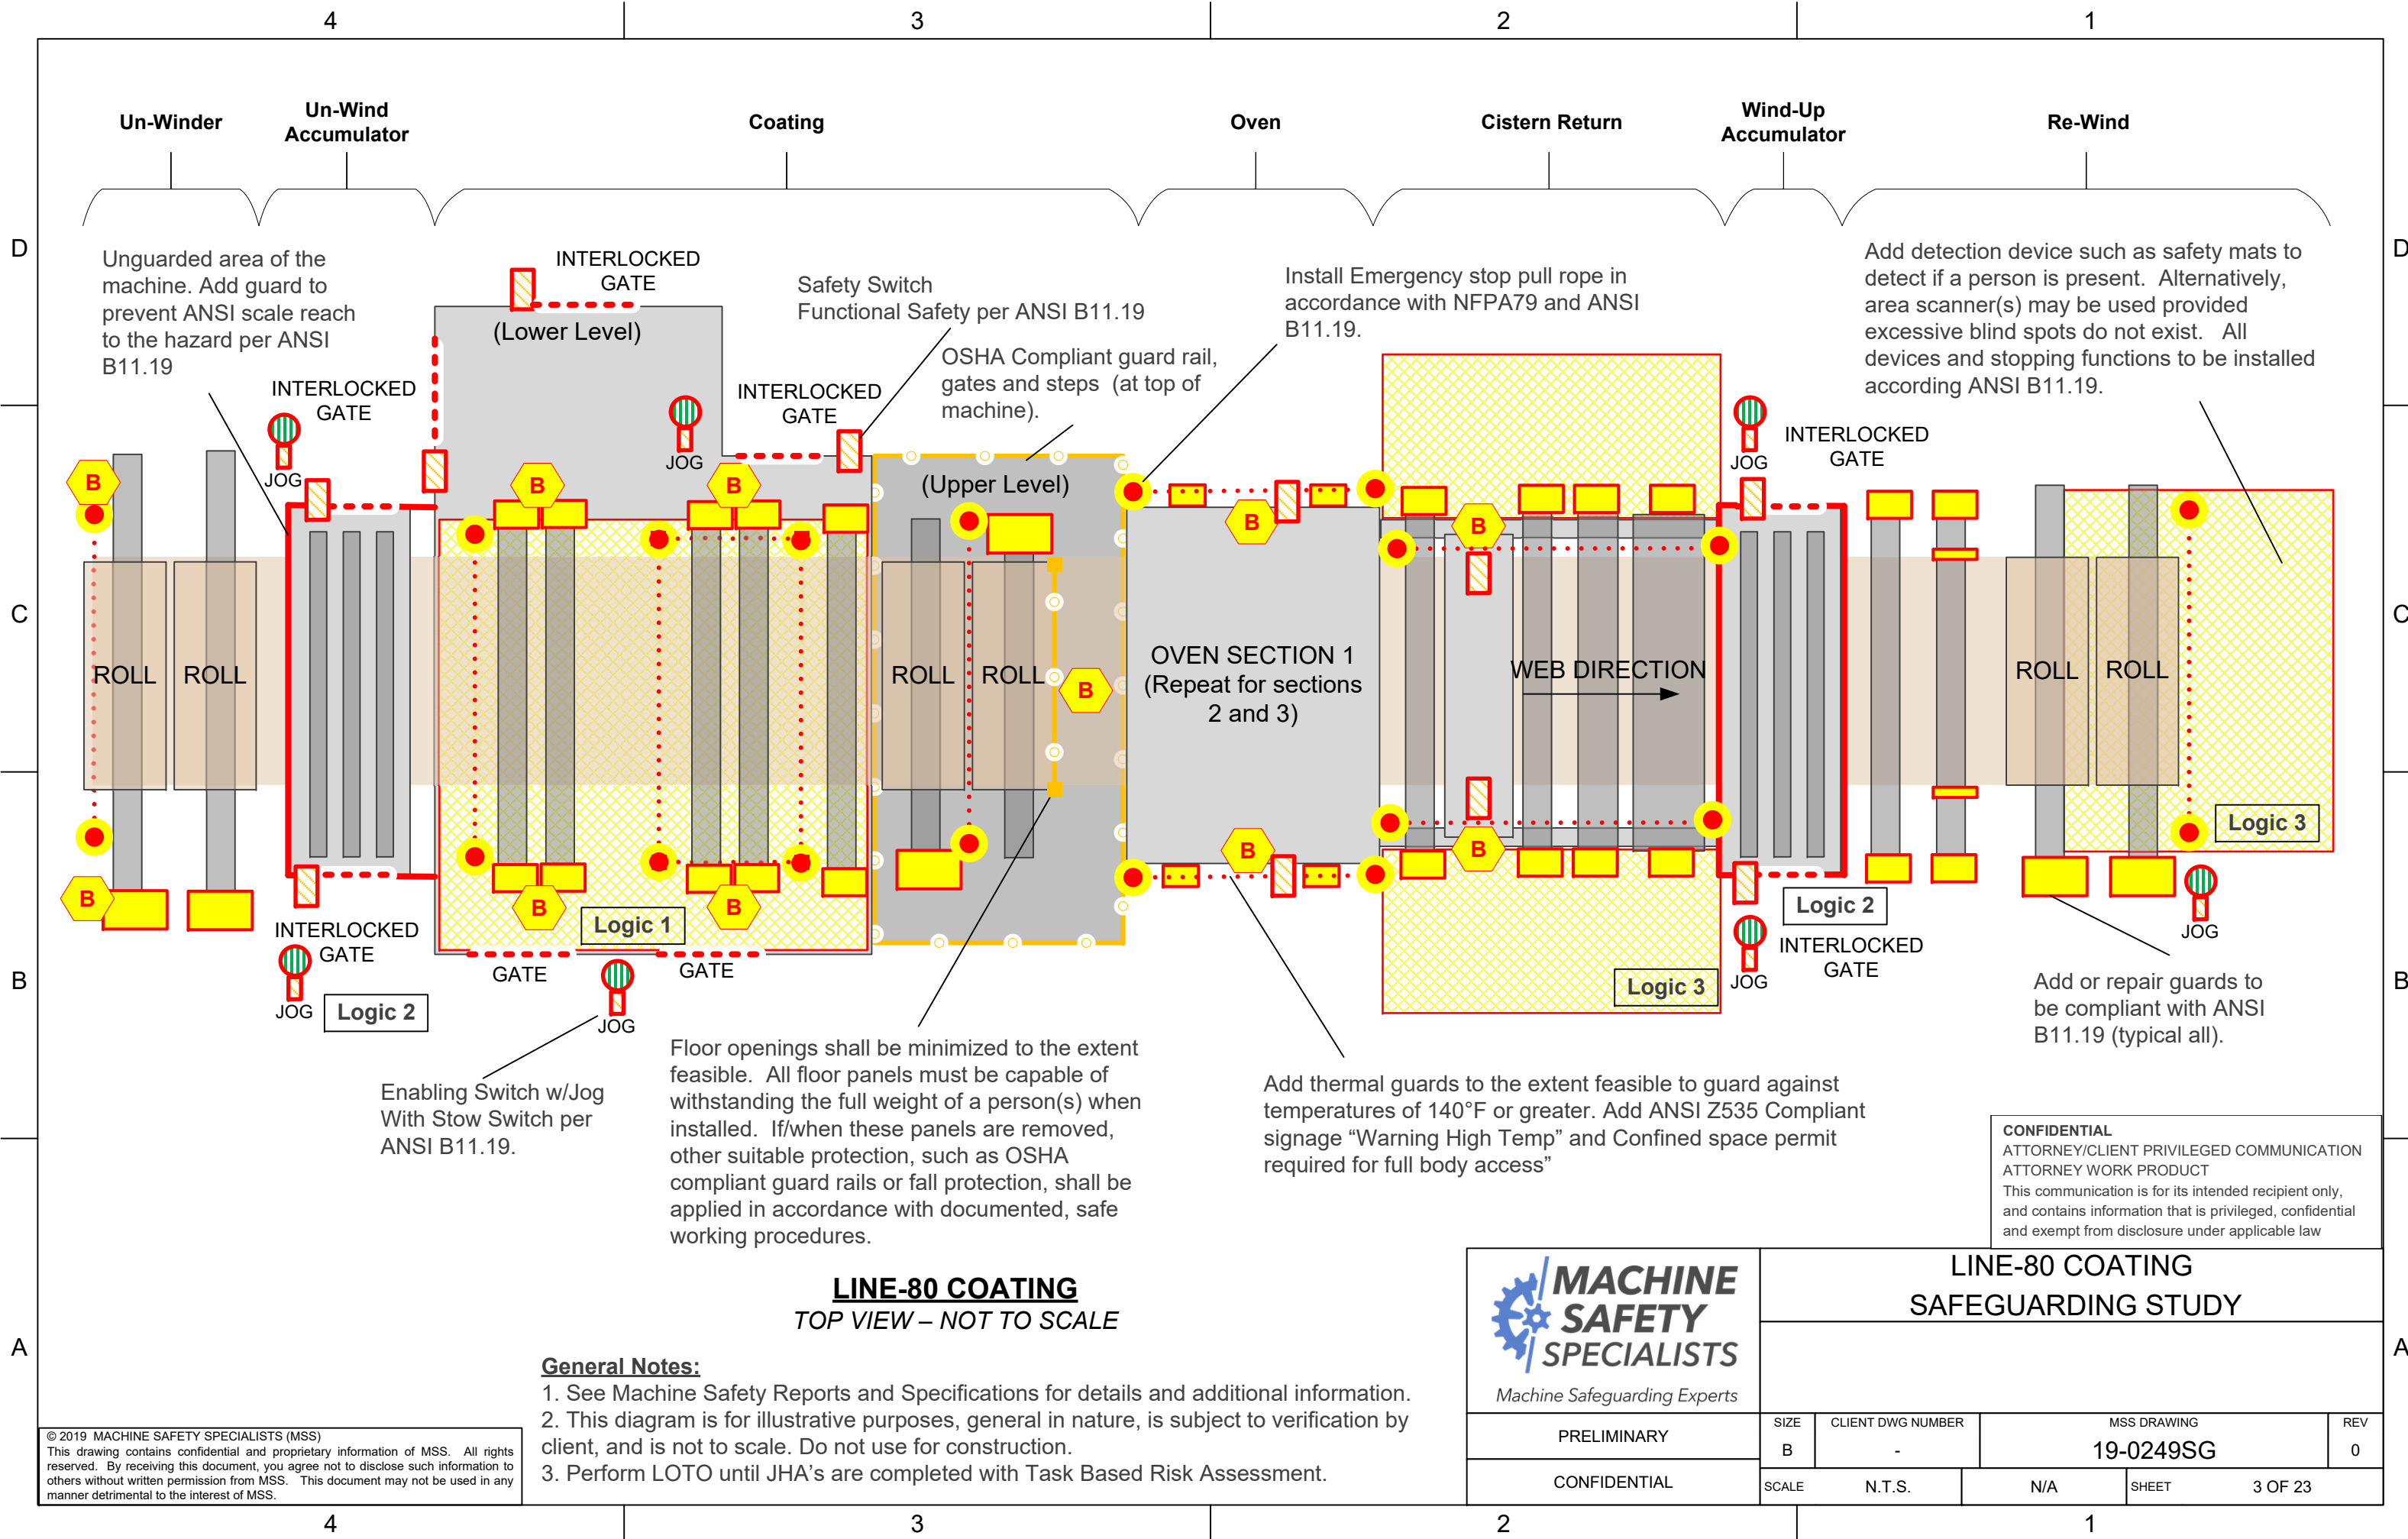 4
3
2
1
Un-Winder
Un-Wind
Accumulator
Coating
Oven
Cistern Return
Wind-Up
Accumulator
Re-Wind
D
D
Unguarded area of the
machine. Add guard to
prevent ANSI scale reach
to the hazard per ANSI
B11.19
INTERLOCKED
GATE
(Lower Level)
Safety Switch
Functional Safety per ANSI B11.19
OSHA Compliant guard rail,
gates and steps (at top of
machine).
Install Emergency stop pull rope in
accordance with NFPA79 and ANSI
B11.19.
Add detection device such as safety mats to
detect if a person is present. Alternatively,
area scanner(s) may be used provided
excessive blind spots do not exist. All
devices and stopping functions to be installed
according ANSI B11.19.
INTERLOCKED
GATE
JOG
JOG
INTERLOCKED
GATE
(Upper Level)
JOG
INTERLOCKED
GATE
B
B
B
B
B
C
C
ROLL
ROLL
ROLL
ROLL
B
OVEN SECTION 1
(Repeat for sections
2 and 3)
WEB DIRECTION
ROLL
ROLL
Logic 3
B
B
B
B
B
Logic 1
Logic 2
INTERLOCKED
GATE
JOG
Logic 2
GATE
GATE
JOG
Logic 3
JOG
INTERLOCKED
GATE
JOG
B
B
Add or repair guards to
be compliant with ANSI
B11.19 (typical all).
Enabling Switch w/Jog
With Stow Switch per
ANSI B11.19.
Floor openings shall be minimized to the extent
feasible. All floor panels must be capable of
withstanding the full weight of a person(s) when
installed. If/when these panels are removed,
other suitable protection, such as OSHA
compliant guard rails or fall protection, shall be
applied in accordance with documented, safe
working procedures.
Add thermal guards to the extent feasible to guard against
temperatures of 140°F or greater. Add ANSI Z535 Compliant
signage “Warning High Temp” and Confined space permit
required for full body access”
CONFIDENTIAL
ATTORNEY/CLIENT PRIVILEGED COMMUNICATION
ATTORNEY WORK PRODUCT
This communication is for its intended recipient only,
and contains information that is privileged, confidential
and exempt from disclosure under applicable law
LINE-80 COATING
TOP VIEW – NOT TO SCALE
A
A
General Notes:
1. See Machine Safety Reports and Specifications for details and additional information.
2. This diagram is for illustrative purposes, general in nature, is subject to verification by
client, and is not to scale. Do not use for construction.
3. Perform LOTO until JHA’s are completed with Task Based Risk Assessment.
© 2019 MACHINE SAFETY SPECIALISTS (MSS)
This drawing contains confidential and proprietary information of MSS. All rights
reserved. By receiving this document, you agree not to disclose such information to
others without written permission from MSS. This document may not be used in any
manner detrimental to the interest of MSS.
MACHINE
SAFETY
SPECIALISTS
Machine Safeguarding Experts
PRELIMINARY
CONFIDENTIAL
LINE-80 COATING
SAFEGUARDING STUDY
SIZE
B
CLIENT DWG NUMBER
-
MSS DRAWING
19-0249SG
REV
0
SCALE
N.T.S.
N/A
SHEET
3 OF 23
4
3
2
1